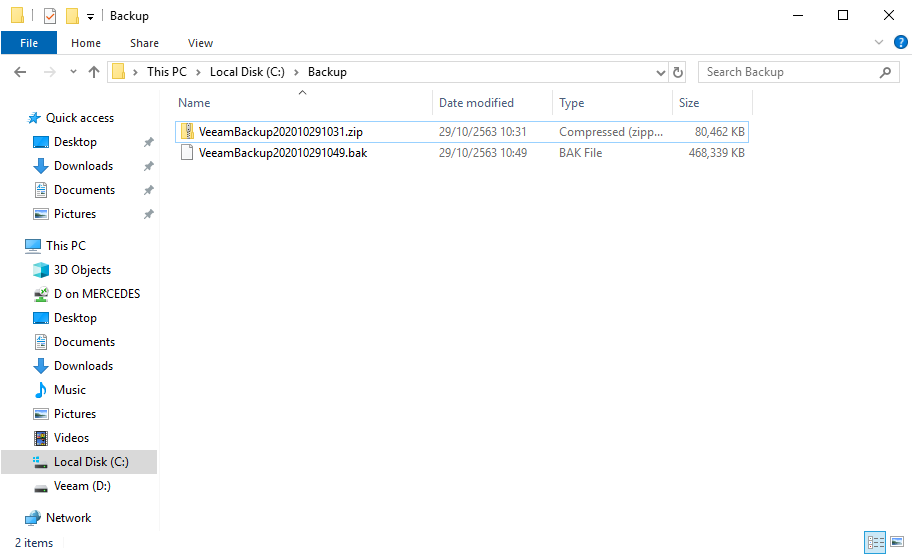 Backup
File Home Share View
This PC Local Disk (C:) Backup Search Backup
Name Date modified Type Size
VeeamBackup202010291031.zip 29/10/2563 10:31 Compressed (zipp... 80,462 KB
VeeamBackup202010291049.bak 29/10/2563 10:49 BAK File 468,339 KB
Quick access
Desktop
Downloads
Documents
Pictures
This PC
3D Objects
D on MERCEDES
Desktop
Documents
Downloads
Music
Pictures
Videos
Local Disk (C:)
Veeam (D:)
Network
2 items